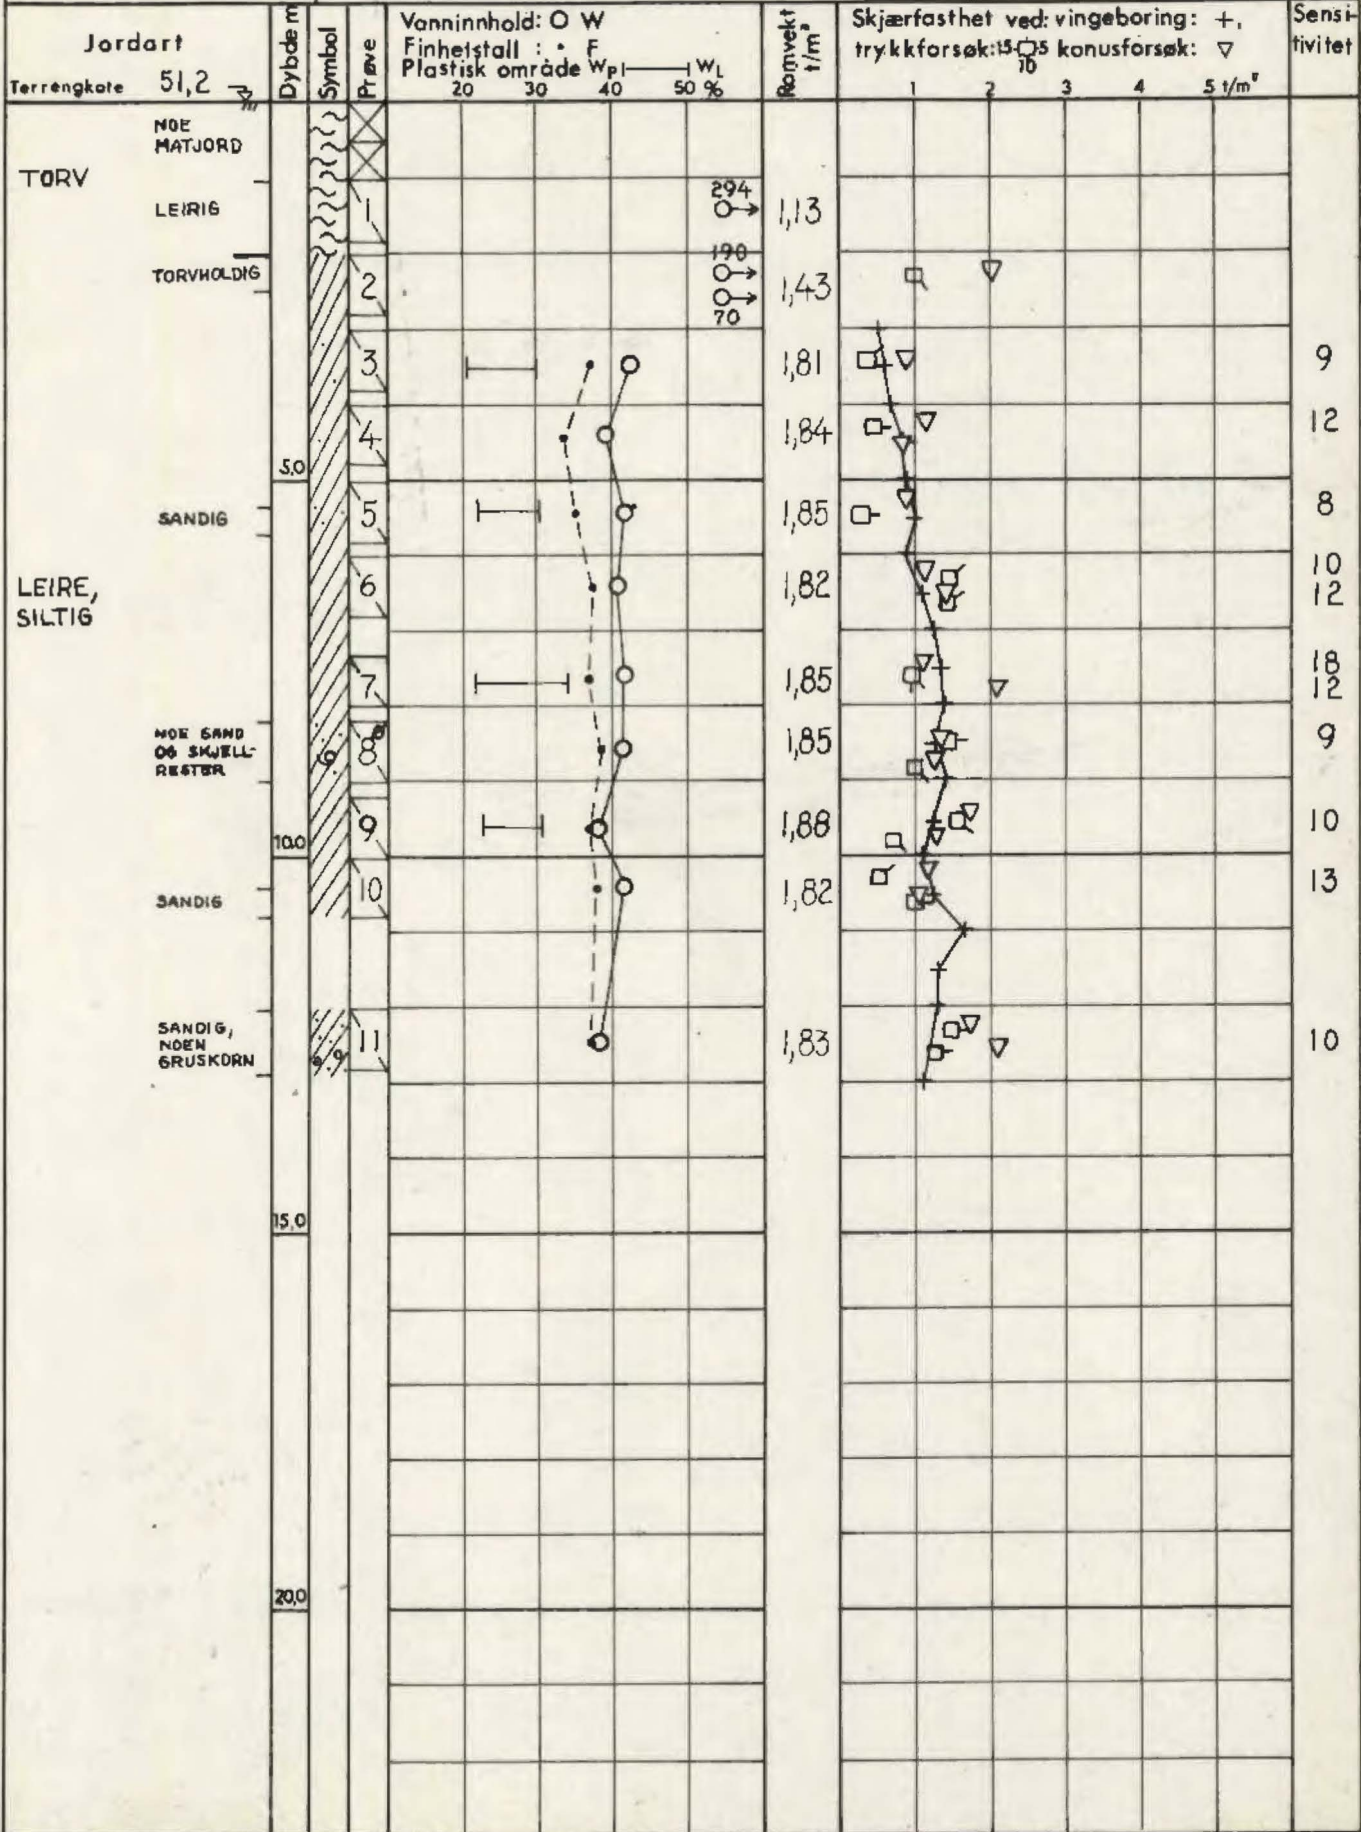 Jordart
Terrengkote 51,2
Dybde m
Symbol
Prøve
Vanninnhold: O W
Finhetstall : • F
Plastisk område Wp WL
20 30 40 50 %
Romvekt t/m³
Skjærfasthet ved: vingeboring: +,
trykkforsøk: 15 5 konusforsøk: ▽
10
1 2 3 4 5 t/m²
Sensi-
tivitet
NOE
MATJORD
TORV
LEIRIG
1
294
1,13
TORVHOLDIG
2
190
70
1,43
3
1,81
9
4
1,84
12
5,0
SANDIG
5
1,85
8
LEIRE,
SILTIG
6
1,82
10
12
7
1,85
18
12
NOE SAND
OG SKJELL-
RESTER
8
1,85
9
9
1,88
10
10,0
SANDIG
10
1,82
13
SANDIG,
NOEN
GRUSKORN
11
1,83
10
15,0
20,0